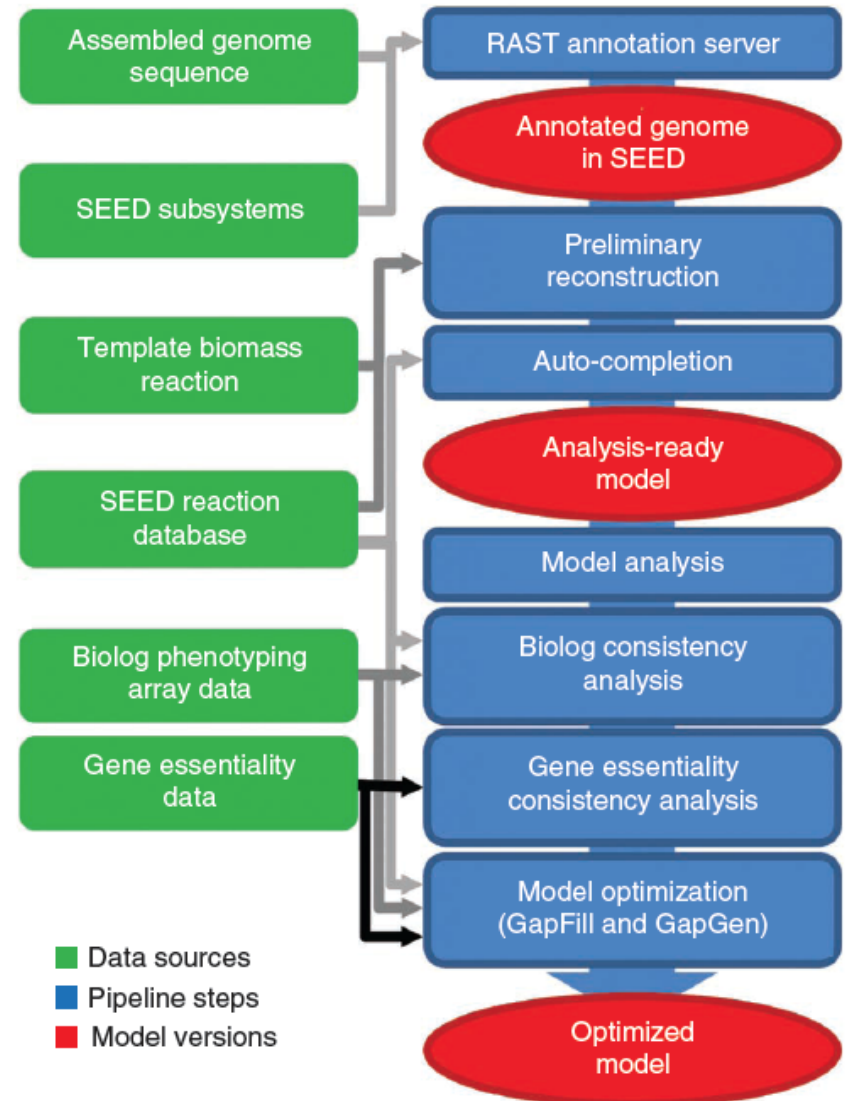 Assembled genome
sequence
SEED subsystems
Template biomass
reaction
SEED reaction
database
Biolog phenotyping
array data
Gene essentiality
data
RAST annotation server
Annotated genome
in SEED
Preliminary
reconstruction
Auto-completion
Analysis-ready
model
Model analysis
Biolog consistency
analysis
Gene essentiality
consistency analysis
Model optimization
(GapFill and GapGen)
Optimized
model
Data sources
Pipeline steps
Model versions